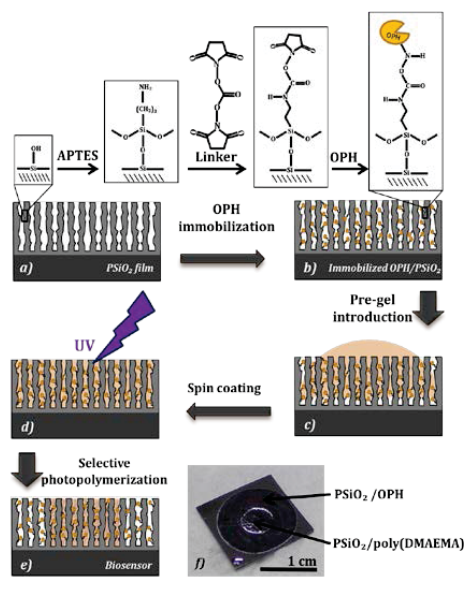 OPH
N
H
O
C
O
H
N
Si
O
O
O
Si
O
O
C
O
H
N
Si
O
O
O
Si
NH₂
(CH₂)₃
Si
O
O
O
Si
OH
Si
APTES
Linker
OPH
a)
PSiO₂ film
OPH
immobilization
b)
Immobilized OPH/PSiO₂
Pre-gel
introduction
UV
d)
Spin coating
c)
Selective
photopolymerization
e)
Biosensor
f)
1 cm
PSiO₂ /OPH
PSiO₂/poly(DMAEMA)